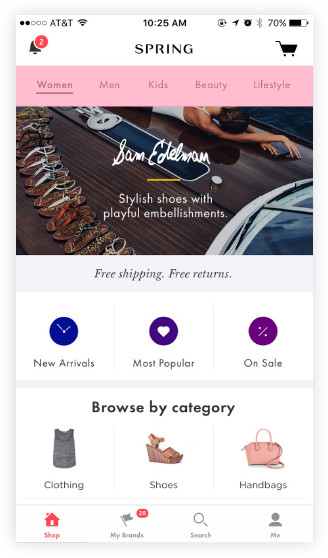 AT&T 10:25 AM 70%
2
SPRING
Women Men Kids Beauty Lifestyle
Sam Edelman
Stylish shoes with
playful embellishments.
Free shipping. Free returns.
New Arrivals Most Popular On Sale
Browse by category
Clothing Shoes Handbags
28
Shop My Brands Search Me